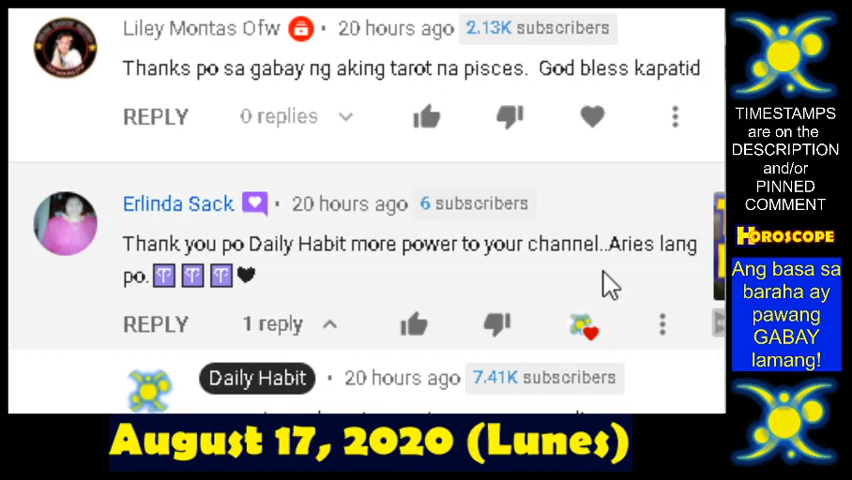 Liley Montas Ofw • 20 hours ago 2.13K subscribers
Thanks po sa gabay ng aking tarot na pisces. God bless kapatid
REPLY 0 replies
Erlinda Sack • 20 hours ago 6 subscribers
Thank you po Daily Habit more power to your channel..Aries lang
po.♈♈♈🖤
REPLY 1 reply
Daily Habit • 20 hours ago 7.41K subscribers
August 17, 2020 (Lunes)
TIMESTAMPS
are on the
DESCRIPTION
and/or
PINNED
COMMENT
HOROSCOPE
Ang basa sa
baraha ay
pawang
GABAY
lamang!